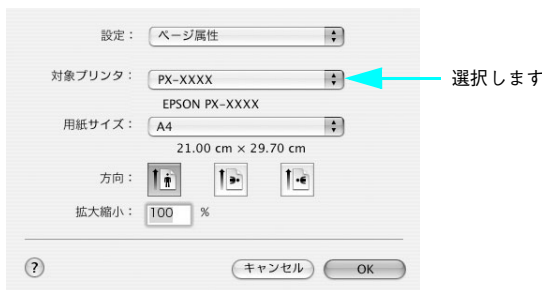 設定： ページ属性
対象プリンタ： PX-XXXX 選択します
EPSON PX-XXXX
用紙サイズ： A4
21.00 cm × 29.70 cm
方向：
拡大縮小： 100 %
? キャンセル OK